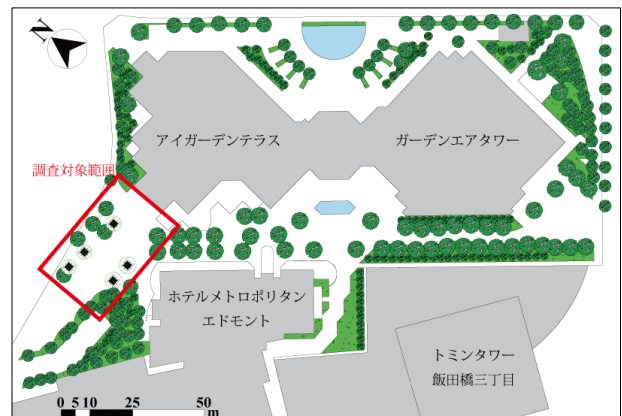 N
アイガーデンテラス
ガーデンエアタワー
調査対象範囲
ホテルメトロポリタン
エドモント
トミンタワー
飯田橋三丁目
0 5 10 25 50
m